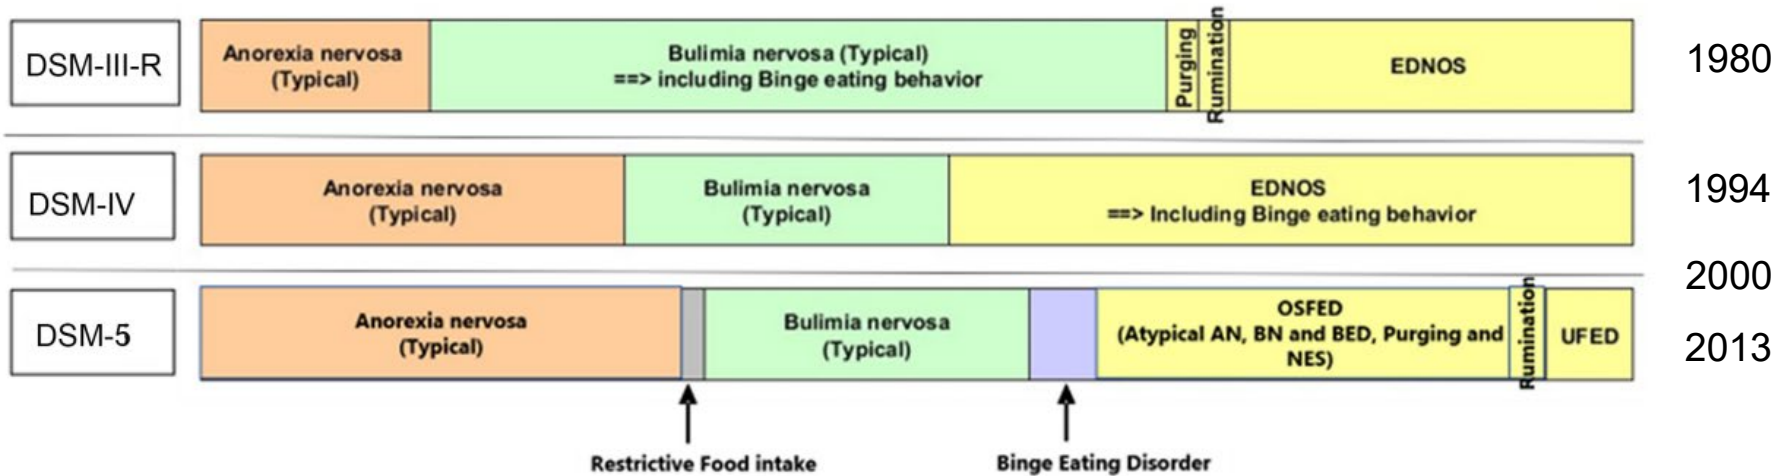 DSM-III-R
Anorexia nervosa
(Typical)
Bulimia nervosa (Typical)
==> including Binge eating behavior
Purging
Rumination
EDNOS
1980
DSM-IV
Anorexia nervosa
(Typical)
Bulimia nervosa
(Typical)
EDNOS
==> Including Binge eating behavior
1994
2000
DSM-5
Anorexia nervosa
(Typical)
Bulimia nervosa
(Typical)
OSFED
(Atypical AN, BN and BED, Purging and
NES)
Rumination
UFED
2013
Restrictive Food intake
Binge Eating Disorder